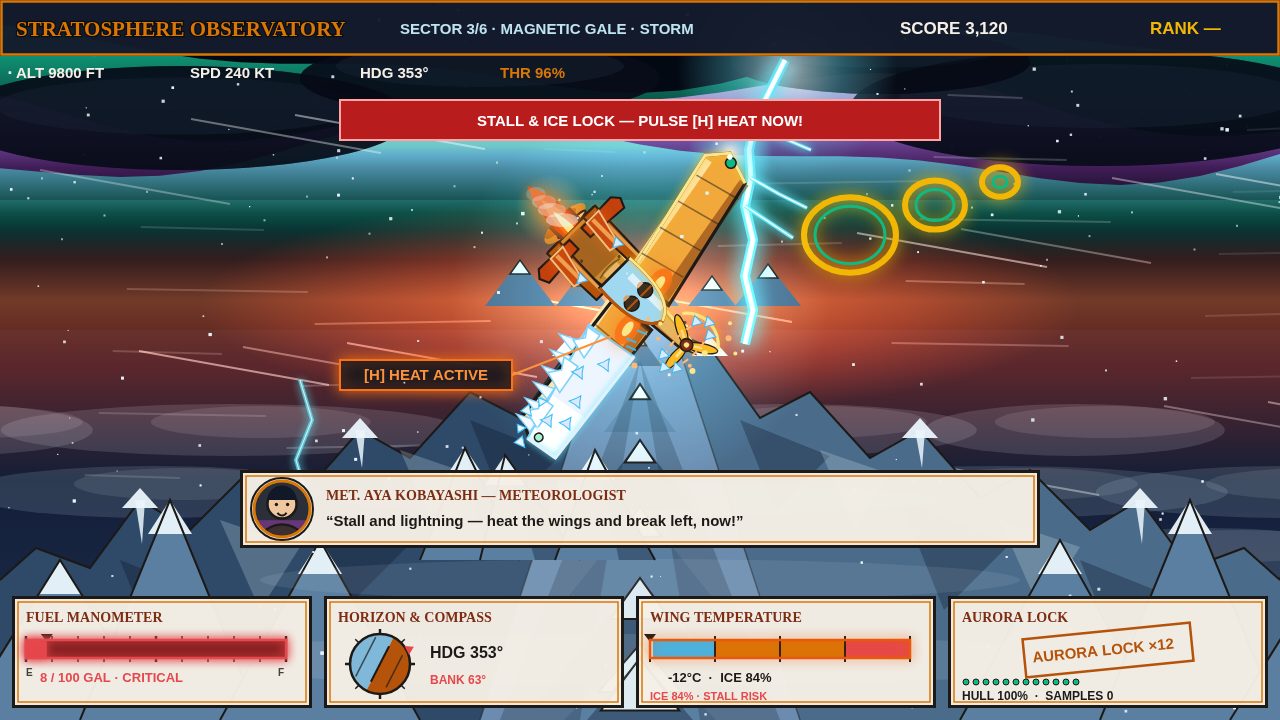 STRATOSPHERE OBSERVATORY
SECTOR 3/6 · MAGNETIC GALE · STORM
SCORE 3,120
RANK —
· ALT 9800 FT
SPD 240 KT
HDG 353°
THR 96%
STALL & ICE LOCK — PULSE [H] HEAT NOW!
[H] HEAT ACTIVE
MET. AYA KOBAYASHI — METEOROLOGIST
“Stall and lightning — heat the wings and break left, now!”
FUEL MANOMETER
E
F
8 / 100 GAL · CRITICAL
HORIZON & COMPASS
HDG 353°
BANK 63°
WING TEMPERATURE
-12°C · ICE 84%
ICE 84% · STALL RISK
AURORA LOCK
AURORA LOCK ×12
HULL 100% · SAMPLES 0